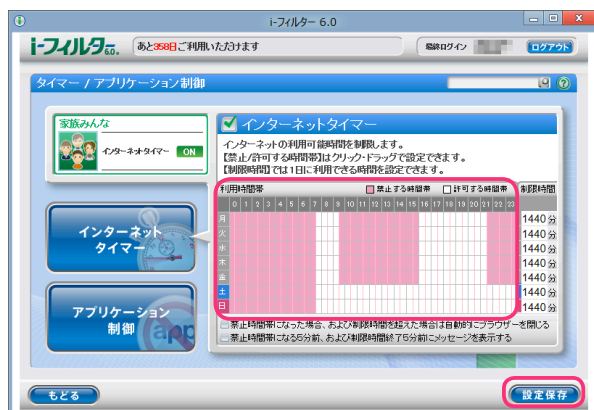 i-フィルター 6.0
i-フィルター 6.0
あと358日ご利用いただけます
最終ログイン
ログアウト
タイマー / アプリケーション制御
家族みんな
インターネットタイマー ON
インターネットタイマー
インターネットの利用可能時間を制限します。
【禁止/許可する時間帯】はクリック・ドラッグで設定できます。
【制限時間】では1日に利用できる時間を設定できます。
利用時間帯 禁止する時間帯 許可する時間帯 制限時間
0 1 2 3 4 5 6 7 8 9 10 11 12 13 14 15 16 17 18 19 20 21 22 23
月 1440 分
火 1440 分
水 1440 分
木 1440 分
金 1440 分
土 1440 分
日 1440 分
禁止時間帯になった場合、および制限時間を超えた場合は自動的にブラウザーを閉じる
禁止時間帯になる5分前、および制限時間終了5分前にメッセージを表示する
インターネット
タイマー
アプリケーション
制御
app
もどる
設定保存